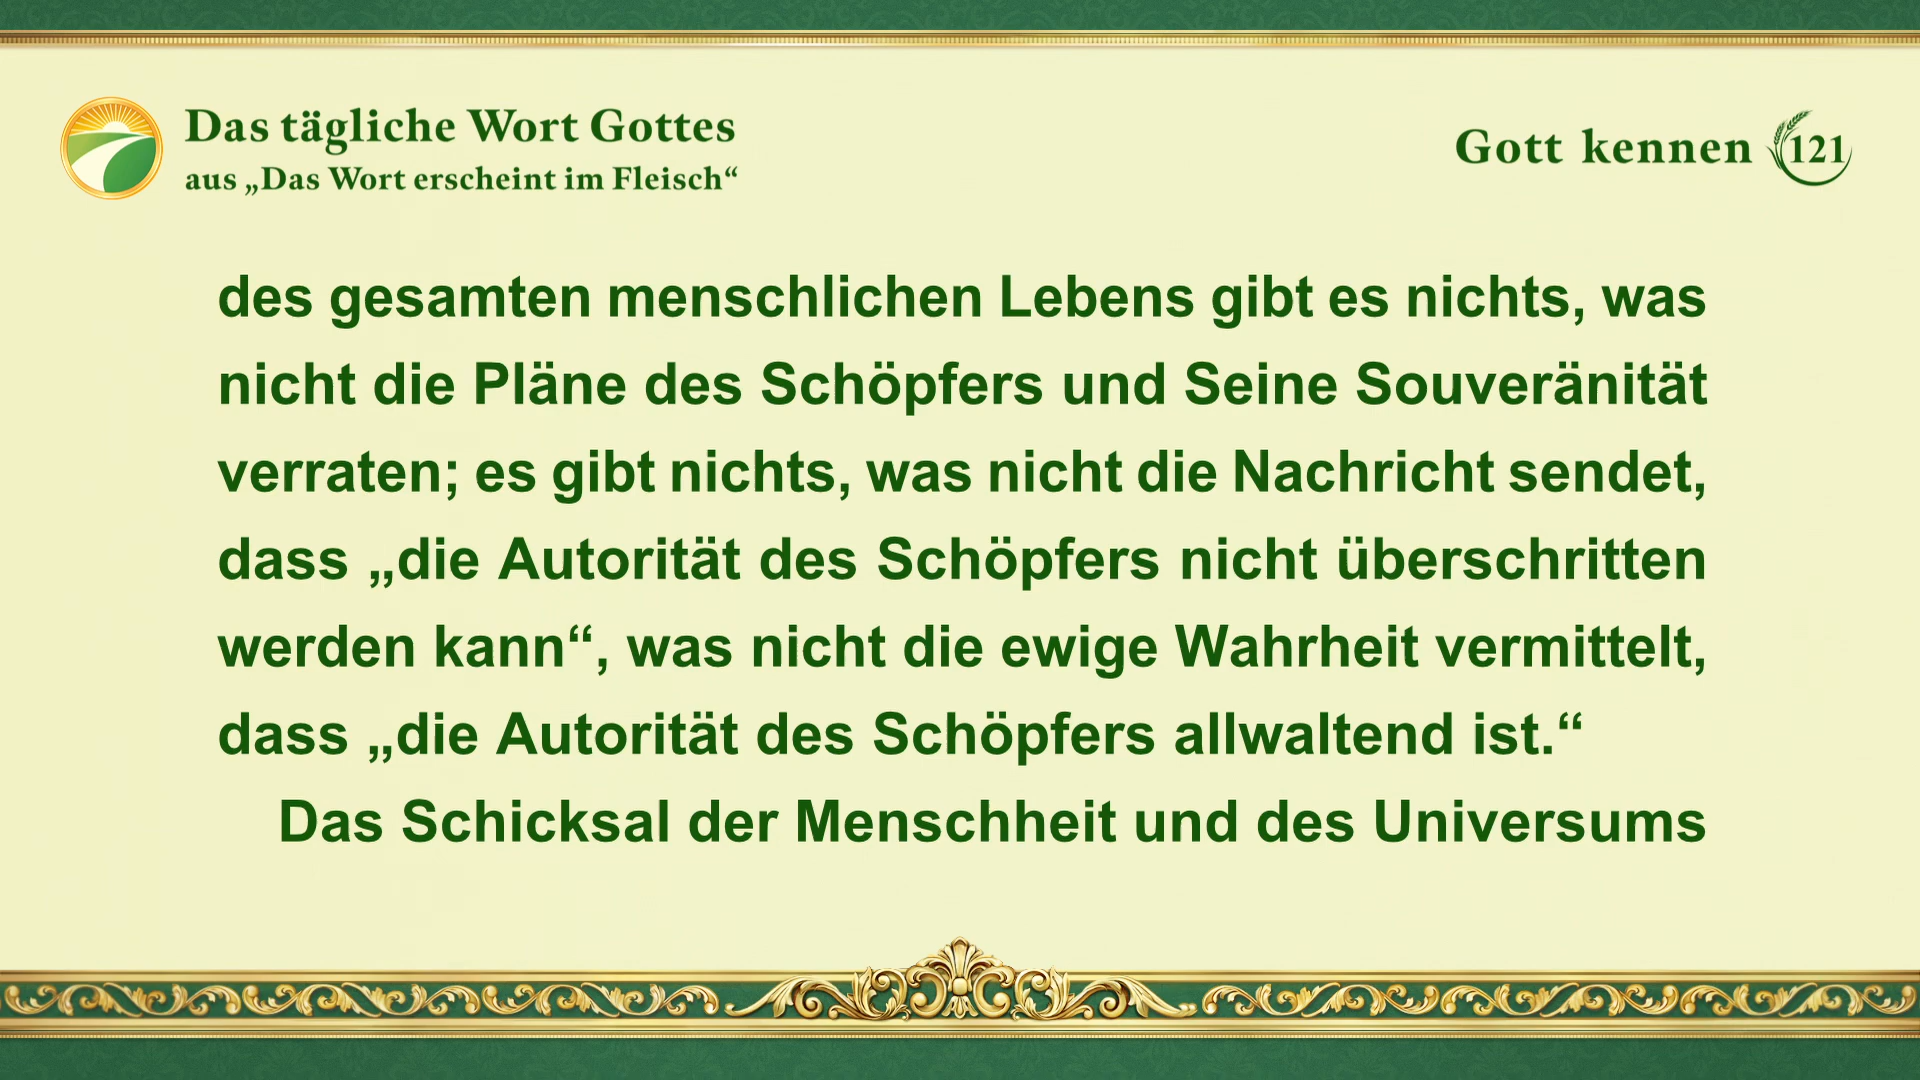 Das tägliche Wort Gottes
aus „Das Wort erscheint im Fleisch“
Gott kennen 121
des gesamten menschlichen Lebens gibt es nichts, was
nicht die Pläne des Schöpfers und Seine Souveränität
verraten; es gibt nichts, was nicht die Nachricht sendet,
dass „die Autorität des Schöpfers nicht überschritten
werden kann“, was nicht die ewige Wahrheit vermittelt,
dass „die Autorität des Schöpfers allwaltend ist.“
Das Schicksal der Menschheit und des Universums